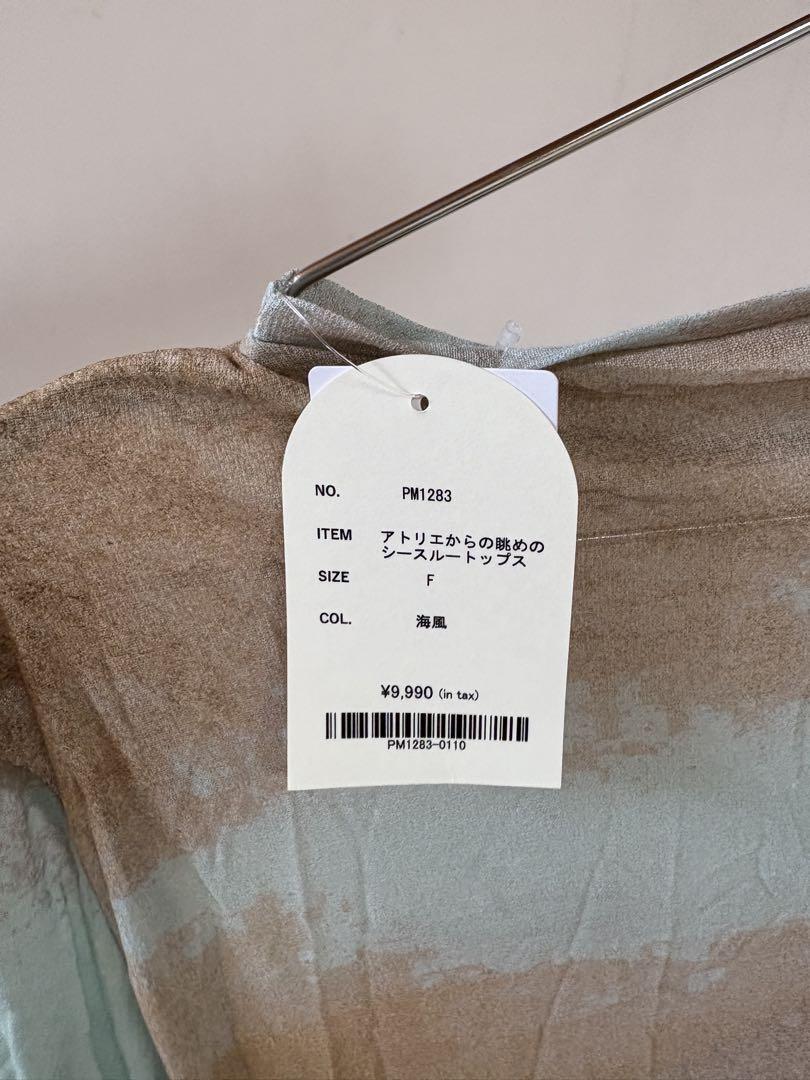 NO. PM1283
ITEM アトリエからの眺めの
シースルートップス
SIZE F
COL. 海風
¥9,990 (in tax)
PM1283-0110